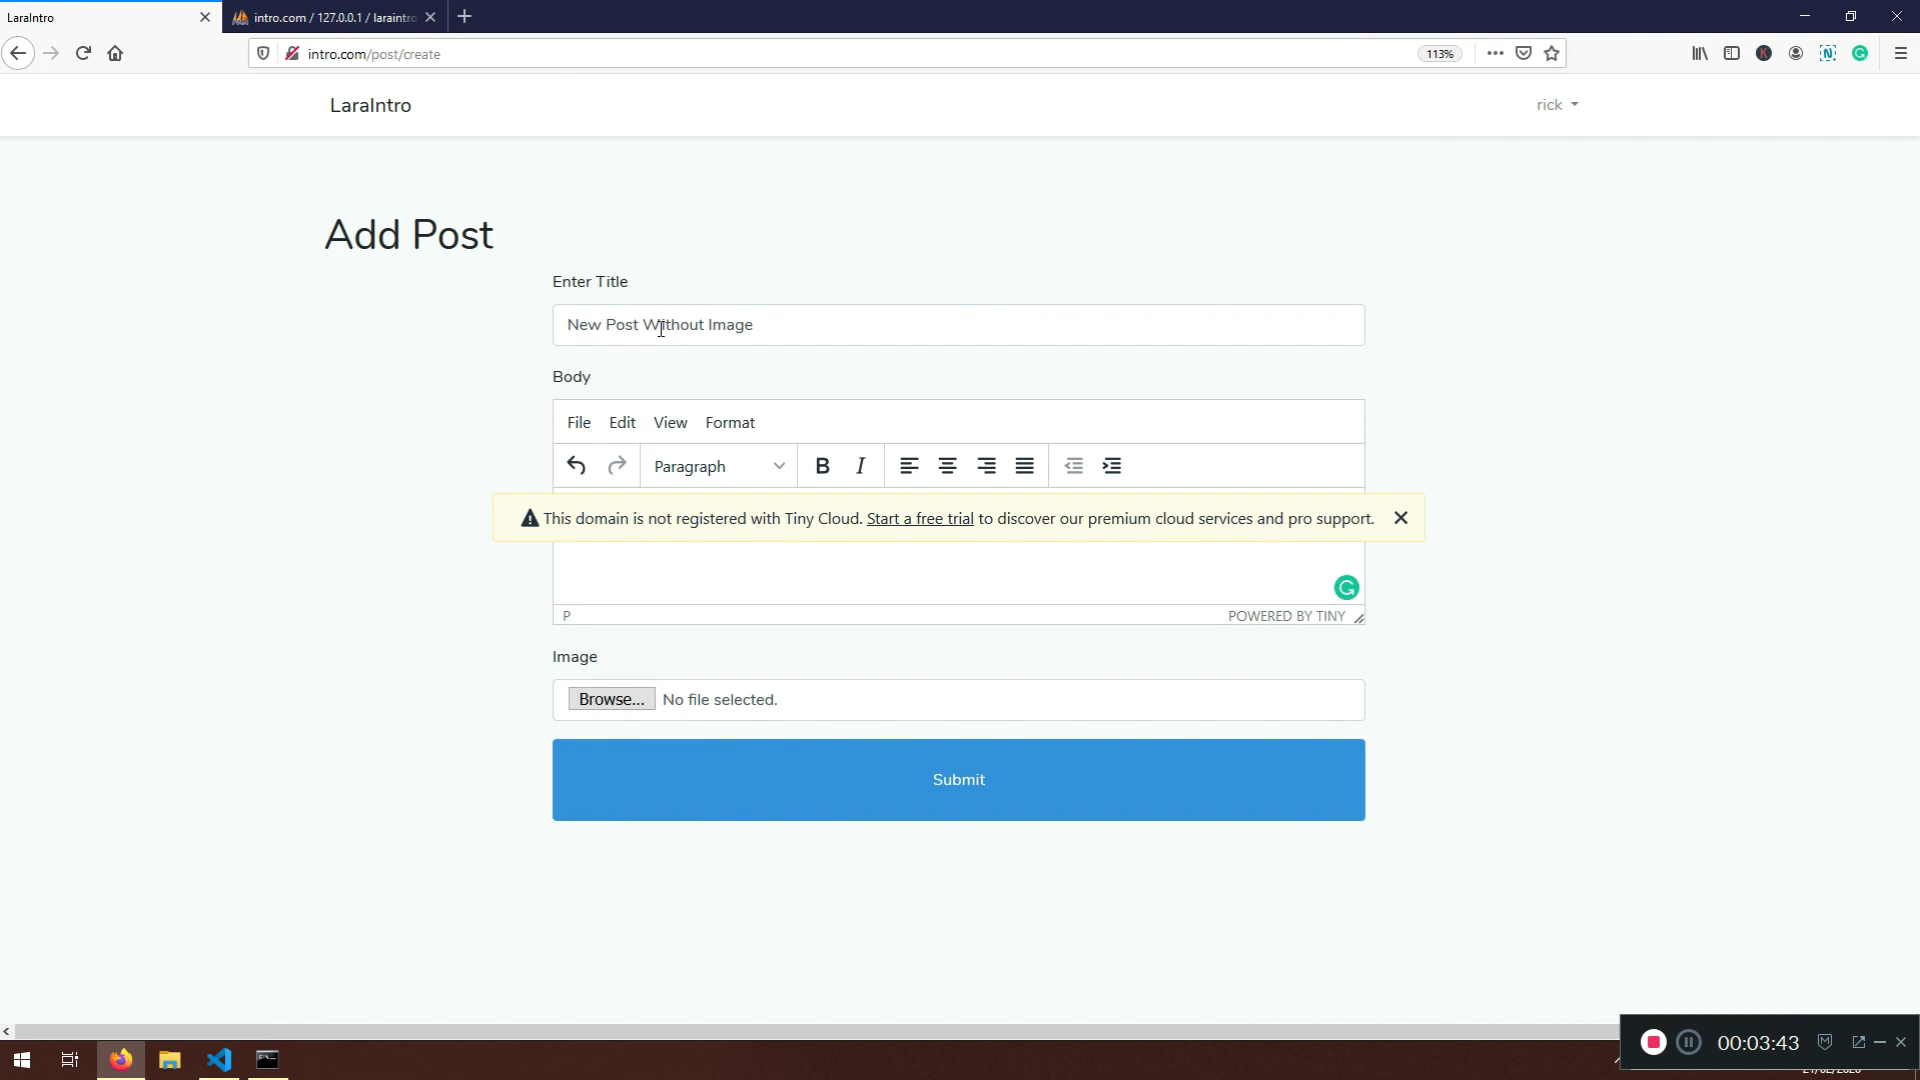 LaraIntro
intro.com / 127.0.0.1 / laraintro
intro.com/post/create
113%
LaraIntro
rick
Add Post
Enter Title
New Post Without Image
Body
File Edit View Format
Paragraph B I
This domain is not registered with Tiny Cloud. Start a free trial to discover our premium cloud services and pro support.
P
POWERED BY TINY
Image
Browse... No file selected.
Submit
00:03:43